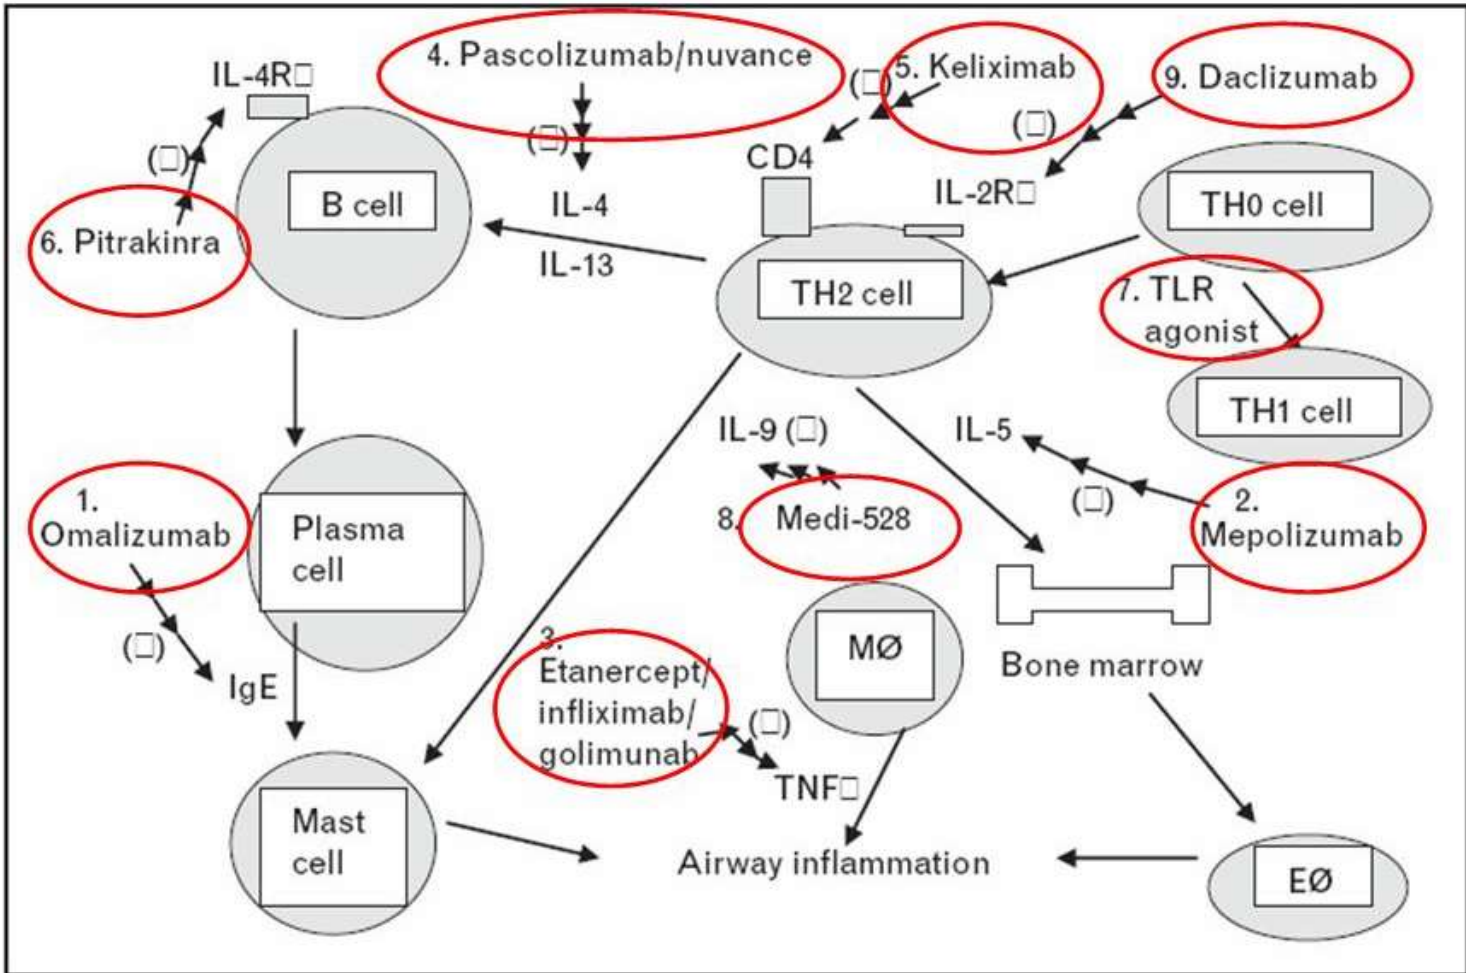 4. Pascolizumab/nuvance
IL-4R□
(□)
5. Keliximab
9. Daclizumab
(□)
(□)
(□)
CD4
IL-2R□
B cell
IL-4
TH0 cell
6. Pitrakinra
IL-13
TH2 cell
7. TLR
agonist
TH1 cell
IL-9 (□)
IL-5
1.
Omalizumab
Plasma
cell
8. Medi-528
(□)
2.
Mepolizumab
(□)
IgE
3.
Etanercept/
infliximab/
golimunab
(□)
TNF□
MØ
Bone marrow
Mast
cell
Airway inflammation
EØ